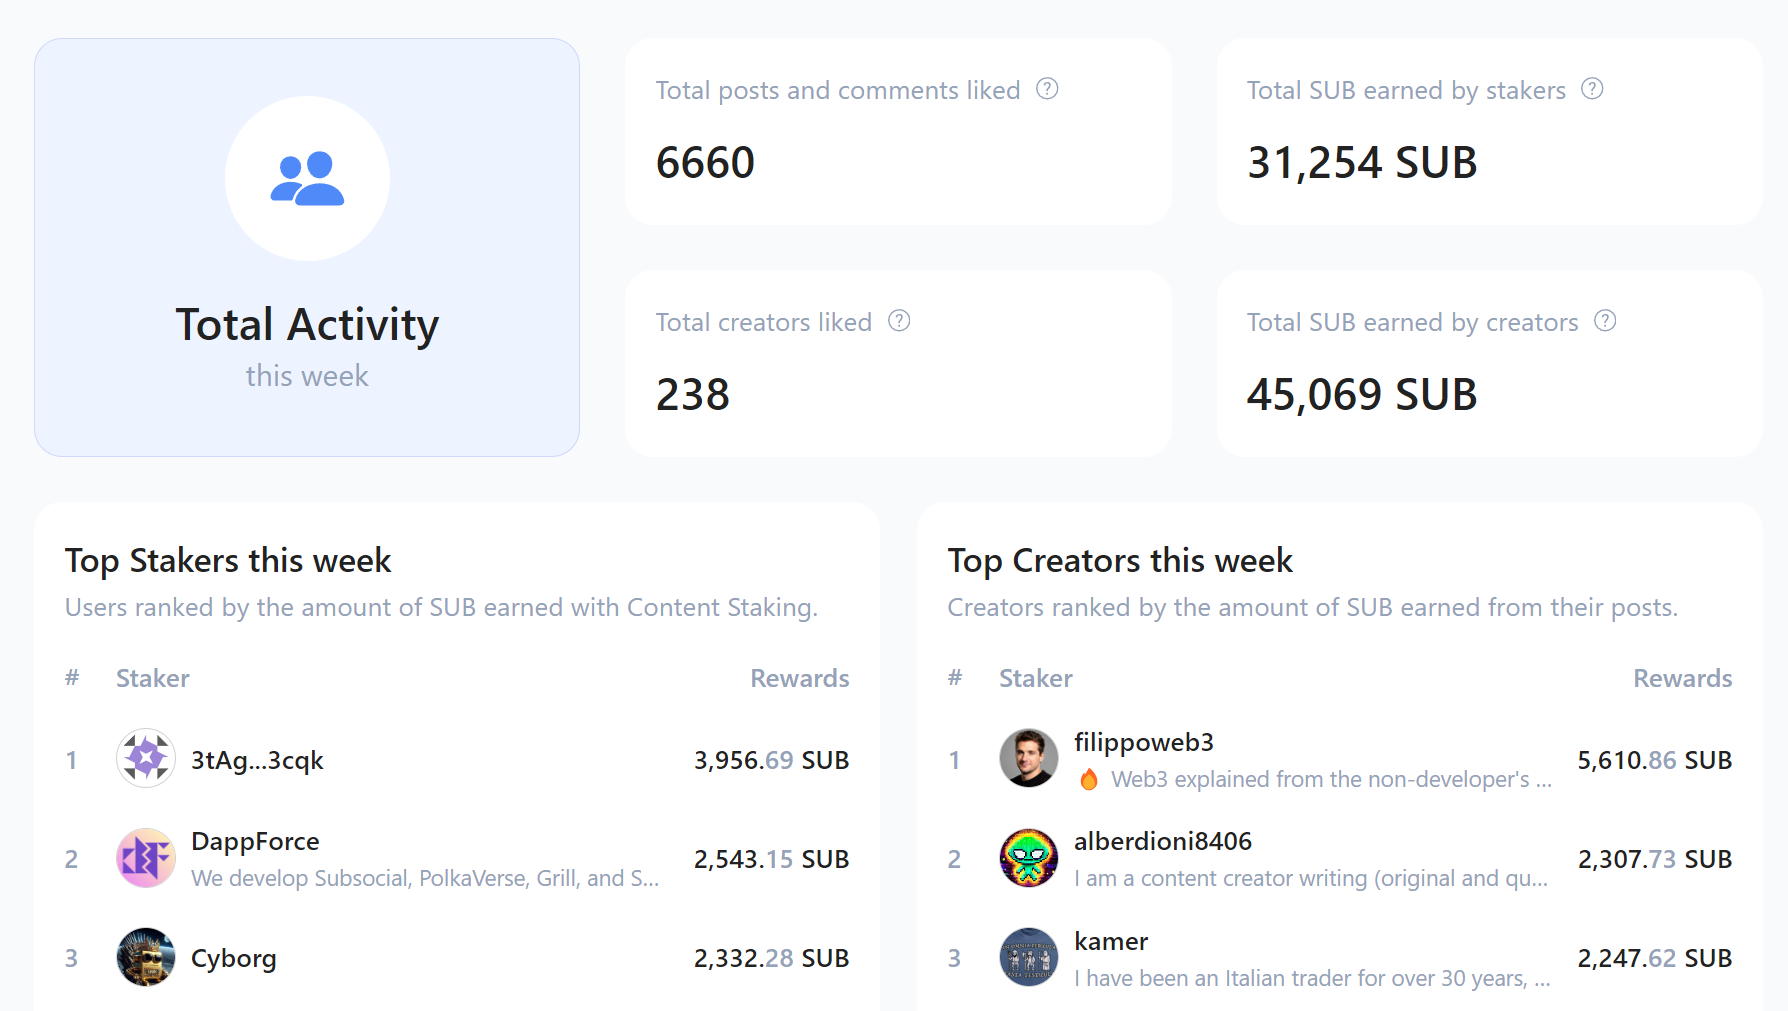 Total Activity
this week
Total posts and comments liked ?
6660
Total SUB earned by stakers ?
31,254 SUB
Total creators liked ?
238
Total SUB earned by creators ?
45,069 SUB
Top Stakers this week
Users ranked by the amount of SUB earned with Content Staking.
# Staker Rewards
1 3tAg...3cqk 3,956.69 SUB
2 DappForce 2,543.15 SUB
We develop Subsocial, PolkaVerse, Grill, and S...
3 Cyborg 2,332.28 SUB
Top Creators this week
Creators ranked by the amount of SUB earned from their posts.
# Staker Rewards
1 filippoweb3 5,610.86 SUB
🔥 Web3 explained from the non-developer's ...
2 alberdioni8406 2,307.73 SUB
I am a content creator writing (original and qu...
3 kamer 2,247.62 SUB
I have been an Italian trader for over 30 years, ...